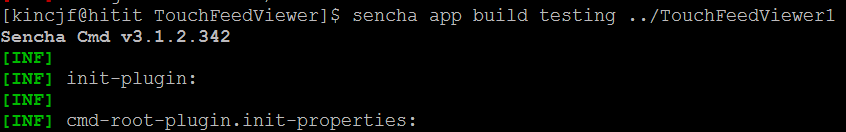 [kincjf@hitit TouchFeedViewer]$ sencha app build testing ../TouchFeedViewer1
Sencha Cmd v3.1.2.342
[INF]
[INF] init-plugin:
[INF]
[INF] cmd-root-plugin.init-properties: